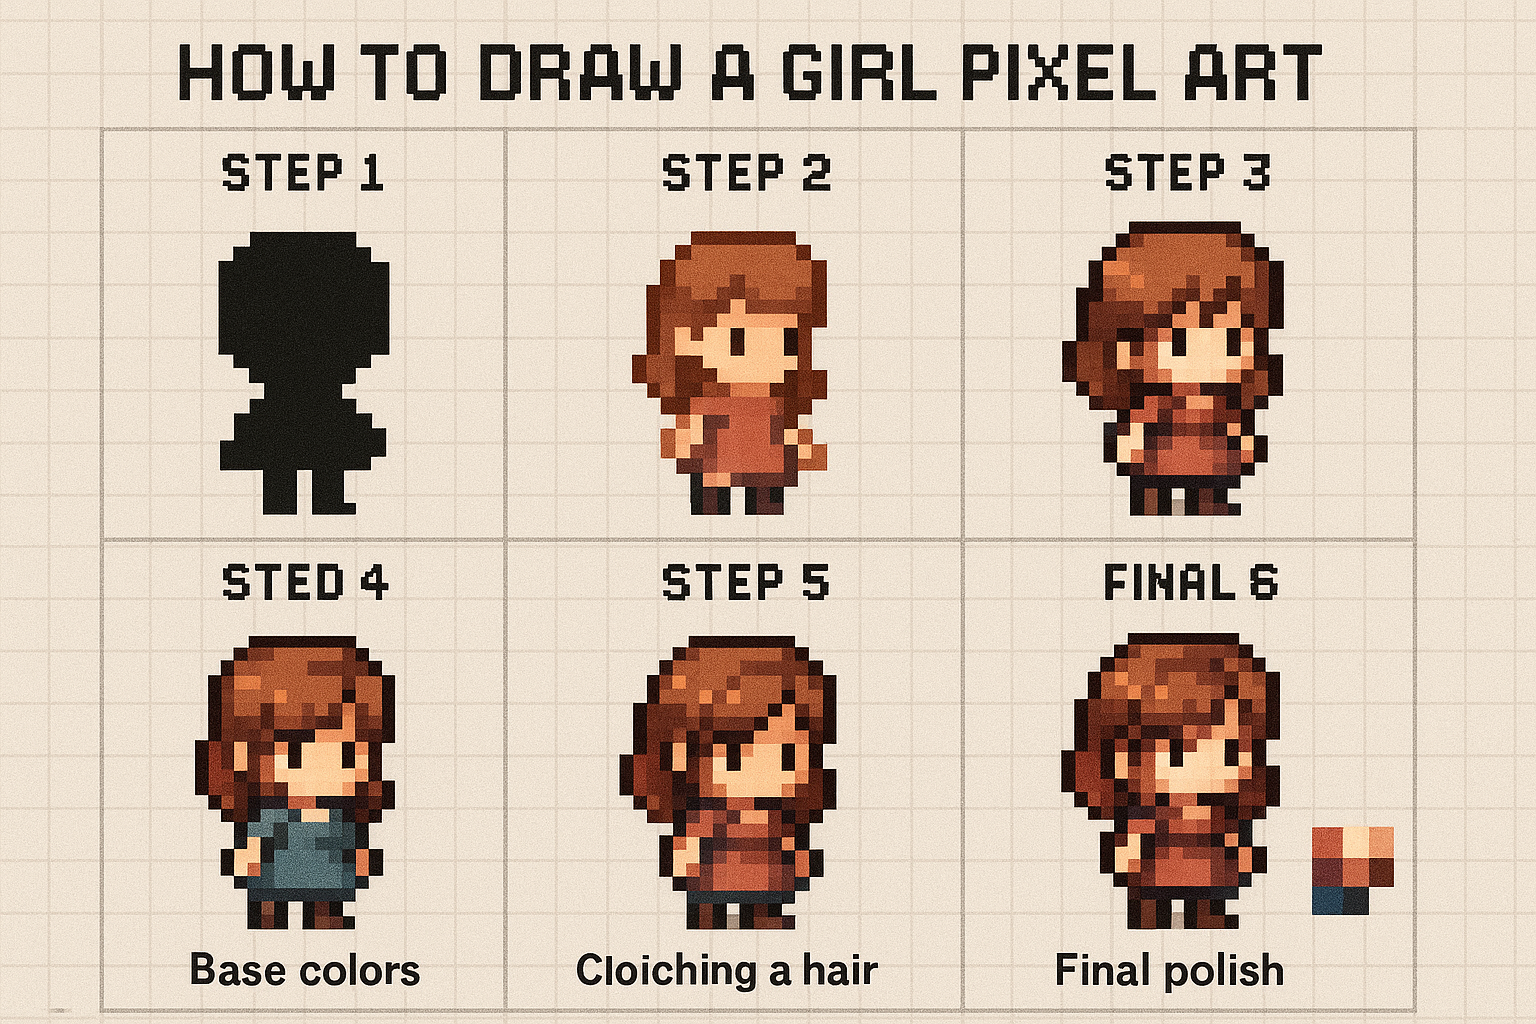 HOW TO DRAW A GIRL PIXEL ART
STEP 1
STEP 2
STEP 3
STED 4
STEP 5
FINAL 6
Base colors
Cloiching a hair
Final polish